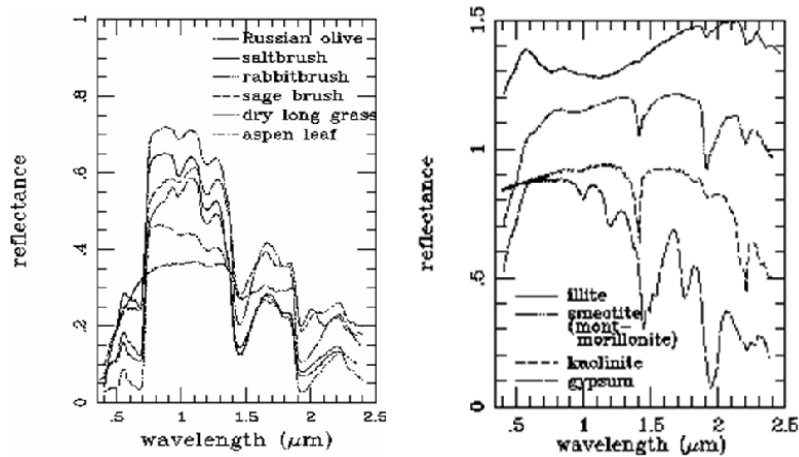 1
.8
.6
.4
.2
0
reflectance
Russian olive
saltbrush
rabbitbrush
sage brush
dry long grass
aspen leaf
.5 1 1.5 2 2.5
wavelength (μm)
1.5
1
.5
0
reflectance
illite
smectite
(mont-
morillonite)
kaolinite
gypsum
.5 1 1.5 2 2.5
wavelength (μm)